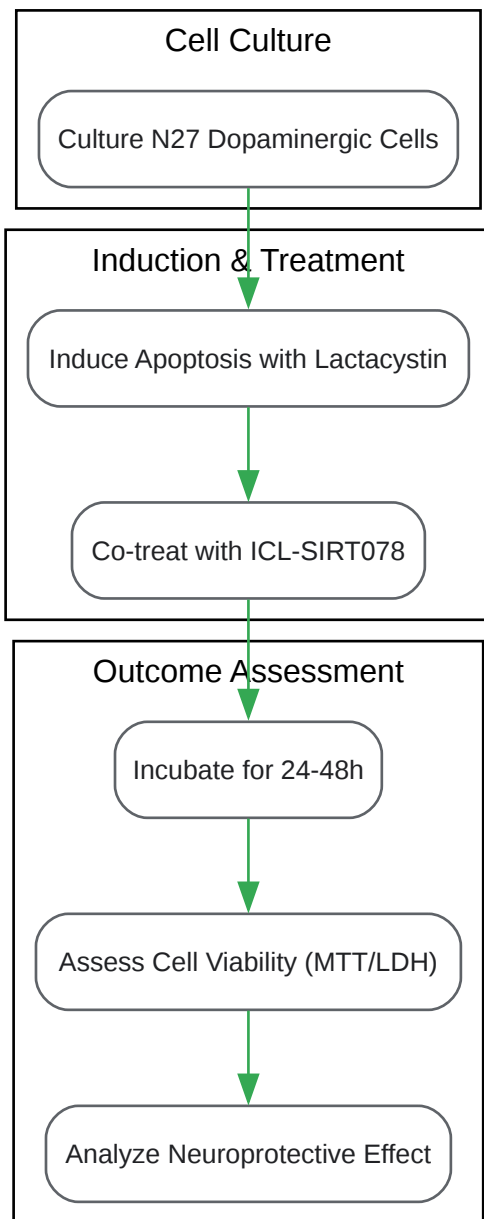 Cell Culture
Culture N27 Dopaminergic Cells
Induction & Treatment
Induce Apoptosis with Lactacystin
Co-treat with ICL-SIRT078
Outcome Assessment
Incubate for 24-48h
Assess Cell Viability (MTT/LDH)
Analyze Neuroprotective Effect